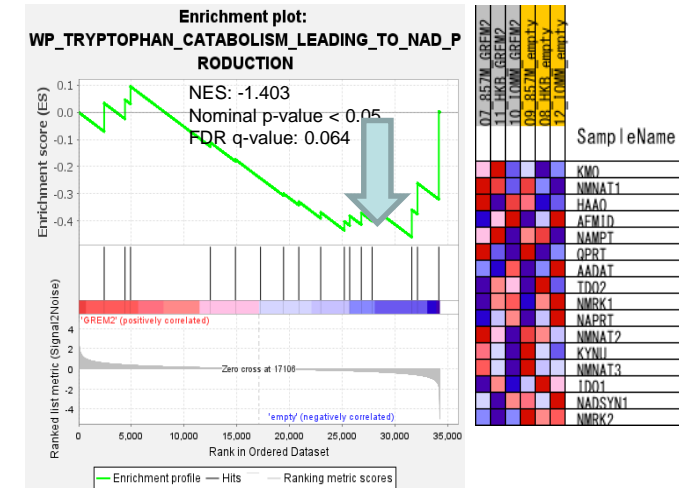 Enrichment plot:
WP_TRYPTOPHAN_CATABOLISM_LEADING_TO_NAD_P
RODUCTION
NES: -1.403
Nominal p-value < 0.05
FDR q-value: 0.064
Enrichment score (ES)
0.1
0.0
-0.1
-0.2
-0.3
-0.4
'GREM2' (positively correlated)
Ranked list metric (Signal2Noise)
4
2
0
-2
-4
Zero cross at 17106
'empty' (negatively correlated)
0 5,000 10,000 15,000 20,000 25,000 30,000 35,000
Rank in Ordered Dataset
Enrichment profile Hits Ranking metric scores
07_857M_GREM2
11_HKB_GREM2
10_IOMM_GREM2
09_857M_empty
08_HKB_empty
12_IOMM_empty
SampleName
KMO
NMNAT1
HAAO
AFMID
NAMPT
QPRT
AADAT
TDO2
NMRK1
NAPRT
NMNAT2
KYNU
NMNAT3
IDO1
NADSYN1
NMRK2